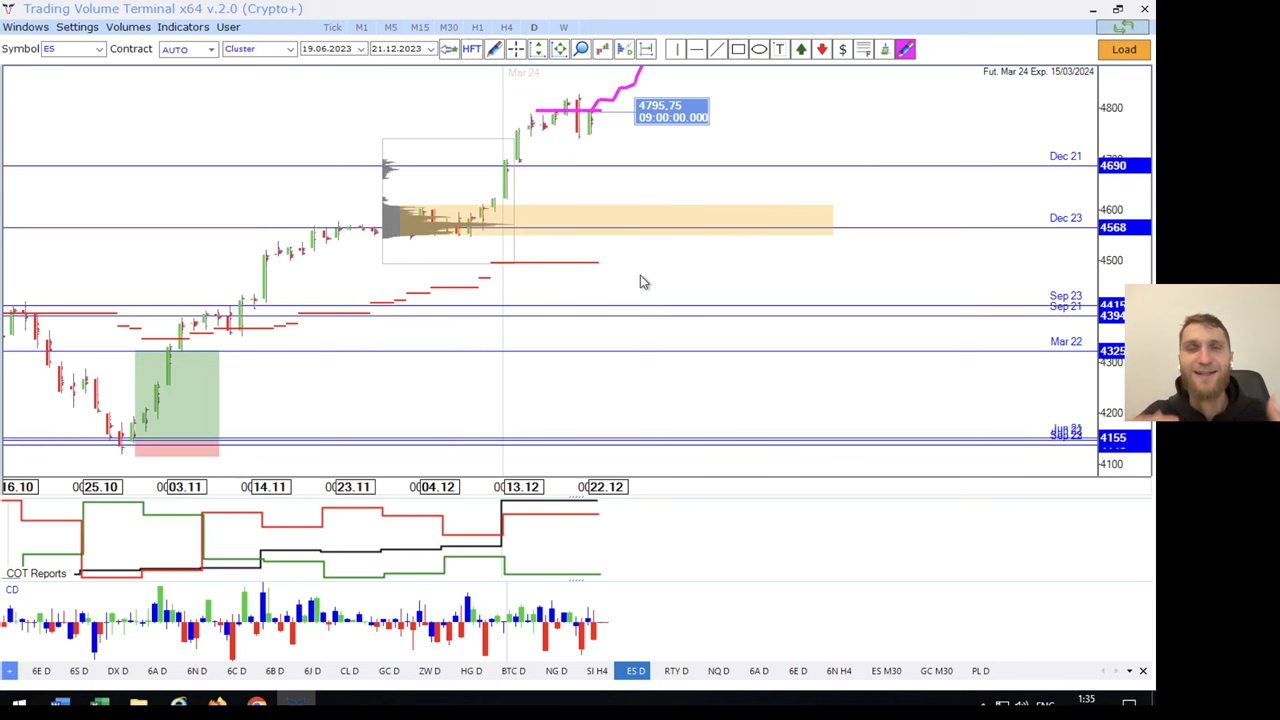 Trading Volume Terminal x64 v.2.0 (Crypto+)
Windows Settings Volumes Indicators User Tick M1 M5 M15 M30 H1 H4 D W
Symbol ES Contract AUTO Cluster 19.06.2023 21.12.2023 HFT T $ Load
Mar 24
Fut. Mar 24 Exp. 15/03/2024
4795.75
09:00:00.000
4800
Dec 21
4690
4600
Dec 23
4568
4500
Sep 23
4415
Sep 21
4394
Mar 22
4325
4300
4200
Jun 21
4155
4100
16.10 25.10 03.11 14.11 23.11 04.12 13.12 22.12
COT Reports
CD
+ 6E D 6S D DX D 6A D 6N D 6C D 6B D 6J D CL D GC D ZW D HG D BTC D NG D SI H4 ES D RTY D NQ D 6A D 6E D 6N H4 ES M30 GC M30 PL D
1:35